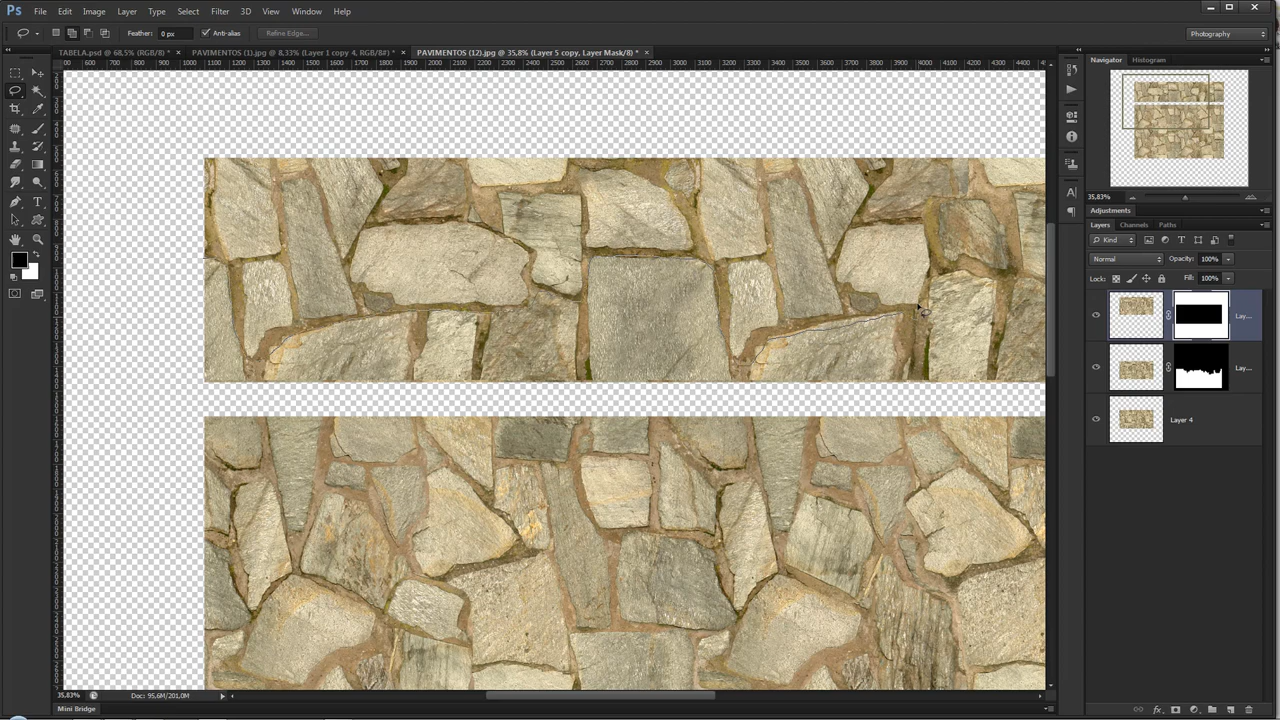 Ps File Edit Image Layer Type Select Filter 3D View Window Help
Feather: 0 px Anti-alias Refine Edge... Photography
TABELA.psd @ 68,5% (RGB/8) * × PAVIMENTOS (1).jpg @ 8,33% (Layer 1 copy 4, RGB/8#) * × PAVIMENTOS (12).jpg @ 35,8% (Layer 5 copy, Layer Mask/8) * ×
Navigator Histogram
35,83%
Adjustments
Layers Channels Paths
Kind
Normal Opacity: 100%
Lock: Fill: 100%
Lay...
Lay...
Layer 4
35,83% Doc: 95,6M/201,0M
Mini Bridge